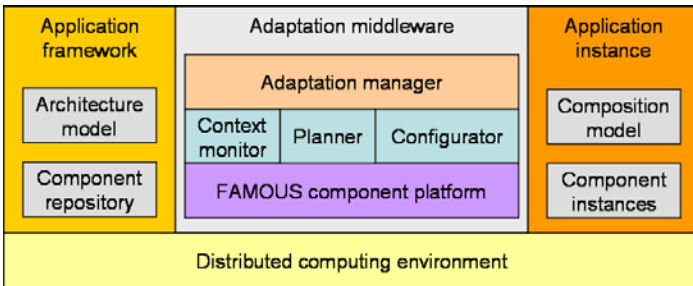 Application
framework
Architecture
model
Component
repository
Adaptation middleware
Adaptation manager
Context
monitor
Planner
Configurator
FAMOUS component platform
Application
instance
Composition
model
Component
instances
Distributed computing environment